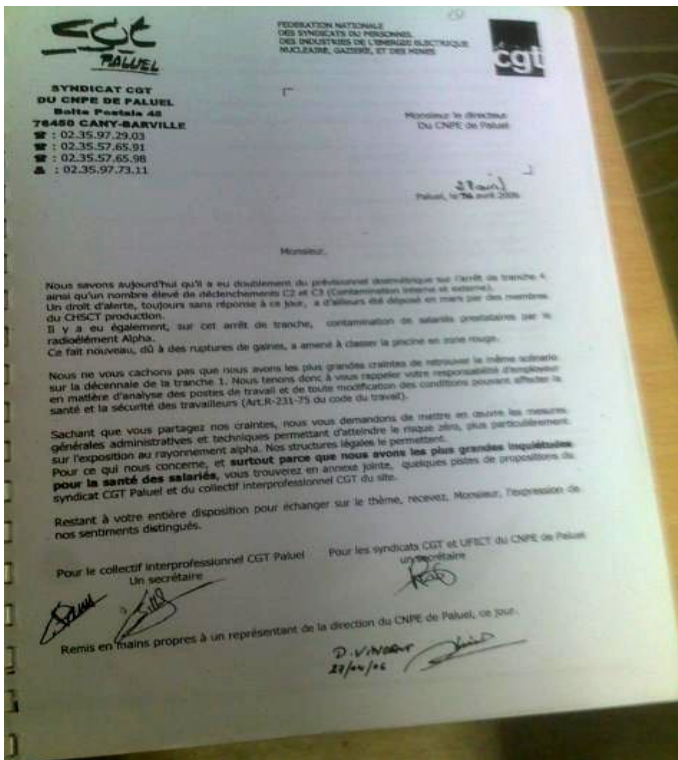 cgt
PALUEL
FEDERATION NATIONALE
DES SYNDICATS DU PERSONNEL
DES INDUSTRIES DE L'ENERGIE ELECTRIQUE
NUCLEAIRE, GAZIERE, ET DES MINES
cgt
SYNDICAT CGT
DU CNPE DE PALUEL
Boîte Postale 48
76450 CANY-BARVILLE
☎ : 02.35.97.29.03
☎ : 02.35.57.65.91
☎ : 02.35.57.65.98
: 02.35.97.73.11
Monsieur le directeur
Du CNPE de Paluel
27 avril
Paluel, le avril 2006
Monsieur,
Nous savons aujourd'hui qu'il a eu doublement du prévisionnel dosimétrique sur l'arrêt de tranche 4
ainsi qu'un nombre élevé de déclenchements C2 et C3 (Contamination interne et externe).
Un droit d'alerte, toujours sans réponse à ce jour, a d'ailleurs été déposé en mars par des membres
du CHSCT production.
Il y a eu également, sur cet arrêt de tranche, contamination de salariés prestataires par le
radioélément Alpha.
Ce fait nouveau, dû à des ruptures de gaines, a amené à classer la piscine en zone rouge.
Nous ne vous cachons pas que nous avons les plus grandes craintes de retrouver le même scénario
sur la décennale de la tranche 1. Nous tenons donc à vous rappeler votre responsabilité d'employeur
en matière d'analyse des postes de travail et de toute modification des conditions pouvant affecter la
santé et la sécurité des travailleurs (Art.R-231-75 du code du travail).
Sachant que vous partagez nos craintes, nous vous demandons de mettre en œuvre les mesures
générales administratives et techniques permettant d'atteindre le risque zéro, plus particulièrement
sur l'exposition au rayonnement alpha. Nos structures légales le permettent.
Pour ce qui nous concerne, et surtout parce que nous avons les plus grandes inquiétudes
pour la santé des salariés, vous trouverez en annexe jointe, quelques pistes de propositions du
syndicat CGT Paluel et du collectif interprofessionnel CGT du site.
Restant à votre entière disposition pour échanger sur le thème, recevez, Monsieur, l'expression de
nos sentiments distingués.
Pour le collectif interprofessionnel CGT Paluel
Un secrétaire
Pour les syndicats CGT et UFICT du CNPE de Paluel
un secrétaire
Remis en mains propres à un représentant de la direction du CNPE de Paluel, ce jour.
D. VINCENT
27/04/06